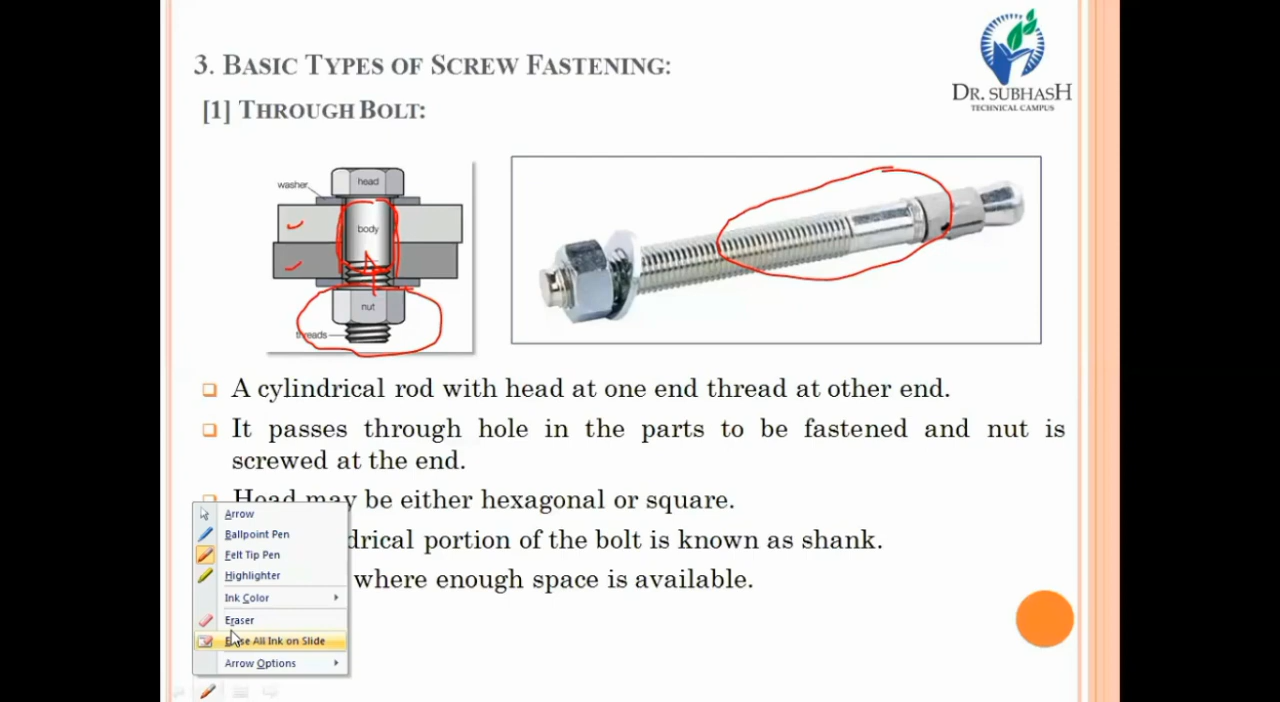 3. BASIC TYPES OF SCREW FASTENING:
[1] THROUGH BOLT:
DR. SUBHASH
TECHNICAL CAMPUS
head
washer
body
nut
threads
A cylindrical rod with head at one end thread at other end.
It passes through hole in the parts to be fastened and nut is
screwed at the end.
Head may be either hexagonal or square.
drical portion of the bolt is known as shank.
where enough space is available.
Arrow
Ballpoint Pen
Felt Tip Pen
Highlighter
Ink Color
Eraser
Erase All Ink on Slide
Arrow Options